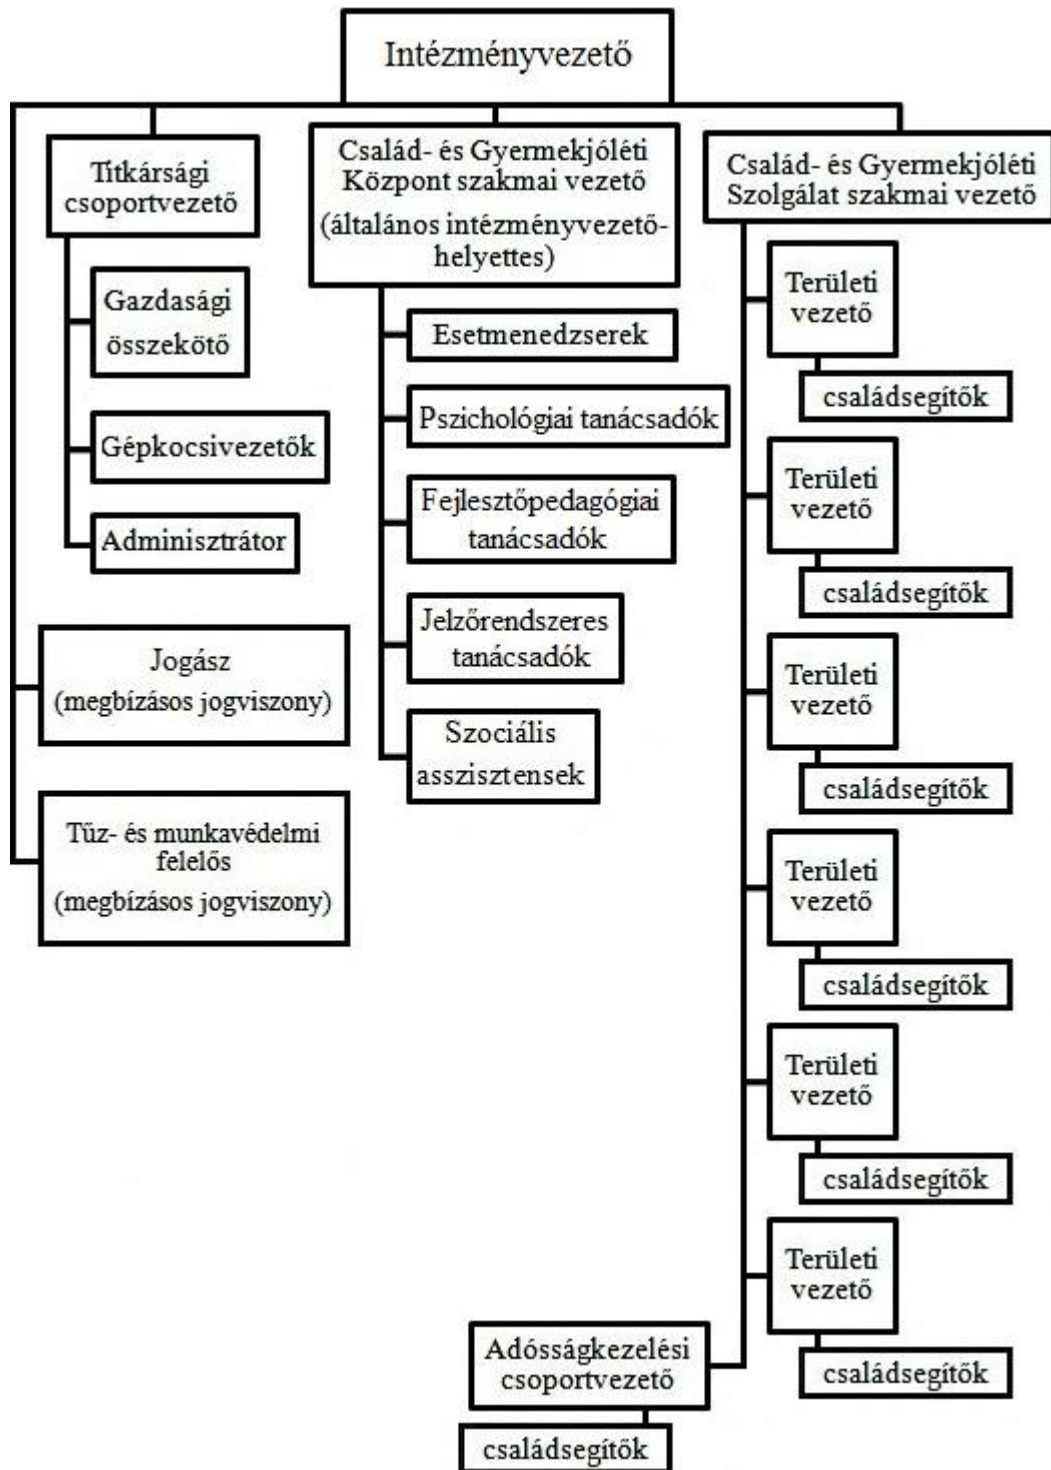 Intézményvezető
Titkársági
csoportvezető
Gazdasági
összekötő
Gépkocsivezetők
Adminisztrátor
Jogász
(megbízásos jogviszony)
Tűz- és munkavédelmi
felelős
(megbízásos jogviszony)
Család- és Gyermekjóléti
Központ szakmai vezető
(általános intézményvezető-
helyettes)
Esetmenedzserek
Pszichológiai tanácsadók
Fejlesztőpedagógiai
tanácsadók
Jelzőrendszeres
tanácsadók
Szociális
asszisztensek
Család- és Gyermekjóléti
Szolgálat szakmai vezető
Területi
vezető
családsegítők
Területi
vezető
családsegítők
Területi
vezető
családsegítők
Területi
vezető
családsegítők
Területi
vezető
családsegítők
Területi
vezető
családsegítők
Adósságkezelési
csoportvezető
családsegítők